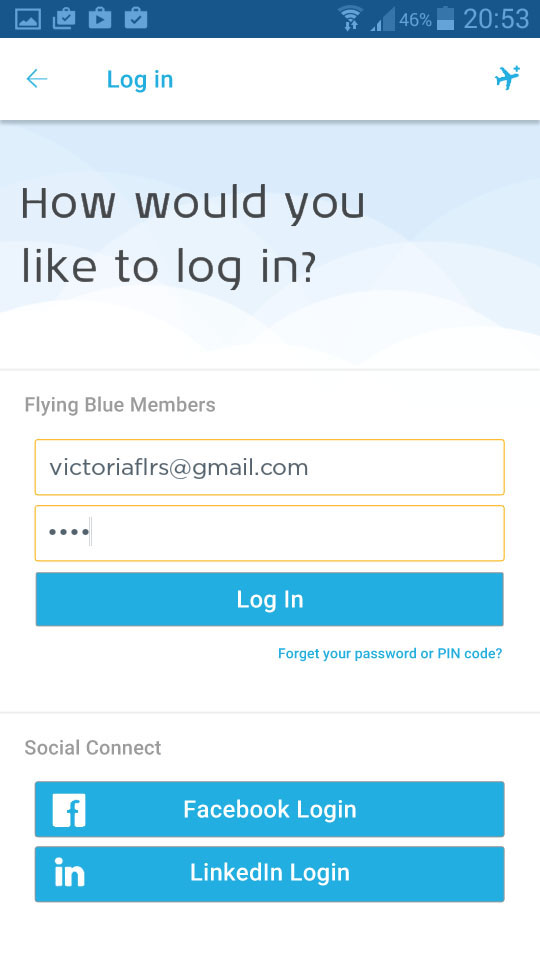 46% 20:53
Log in
How would you
like to log in?
Flying Blue Members
victoriaflrs@gmail.com
••••
Log In
Forget your password or PIN code?
Social Connect
f Facebook Login
in LinkedIn Login